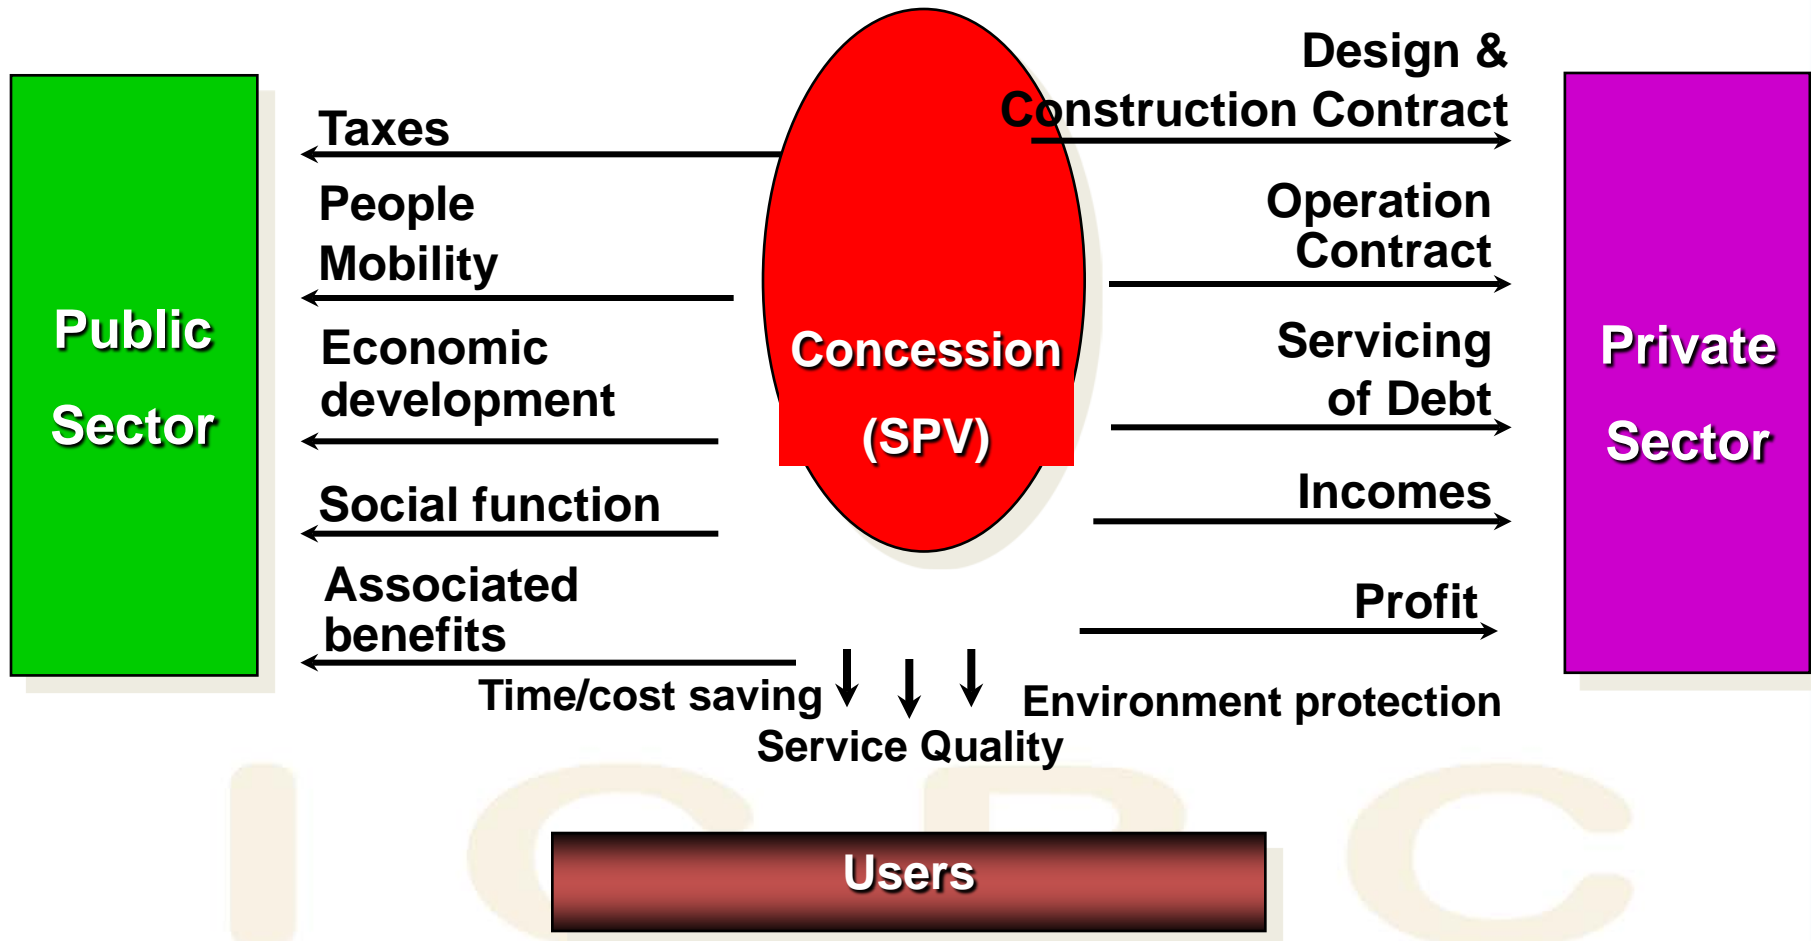 Public
Sector
Taxes
People
Mobility
Economic
development
Social function
Associated
benefits
Concession
(SPV)
Design &
Construction Contract
Operation
Contract
Servicing
of Debt
Incomes
Profit
Private
Sector
Time/cost saving
Service Quality
Environment protection
Users
I C R C